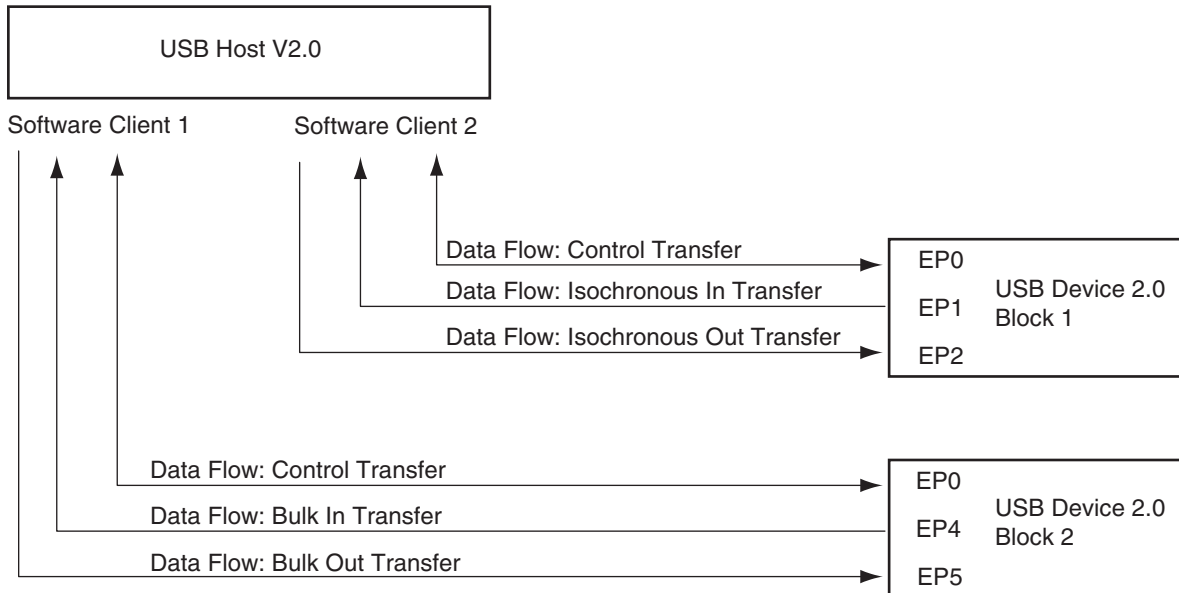 USB Host V2.0
Software Client 1
Software Client 2
Data Flow: Control Transfer
Data Flow: Isochronous In Transfer
Data Flow: Isochronous Out Transfer
EP0
EP1
EP2
USB Device 2.0
Block 1
Data Flow: Control Transfer
Data Flow: Bulk In Transfer
Data Flow: Bulk Out Transfer
EP0
EP4
EP5
USB Device 2.0
Block 2